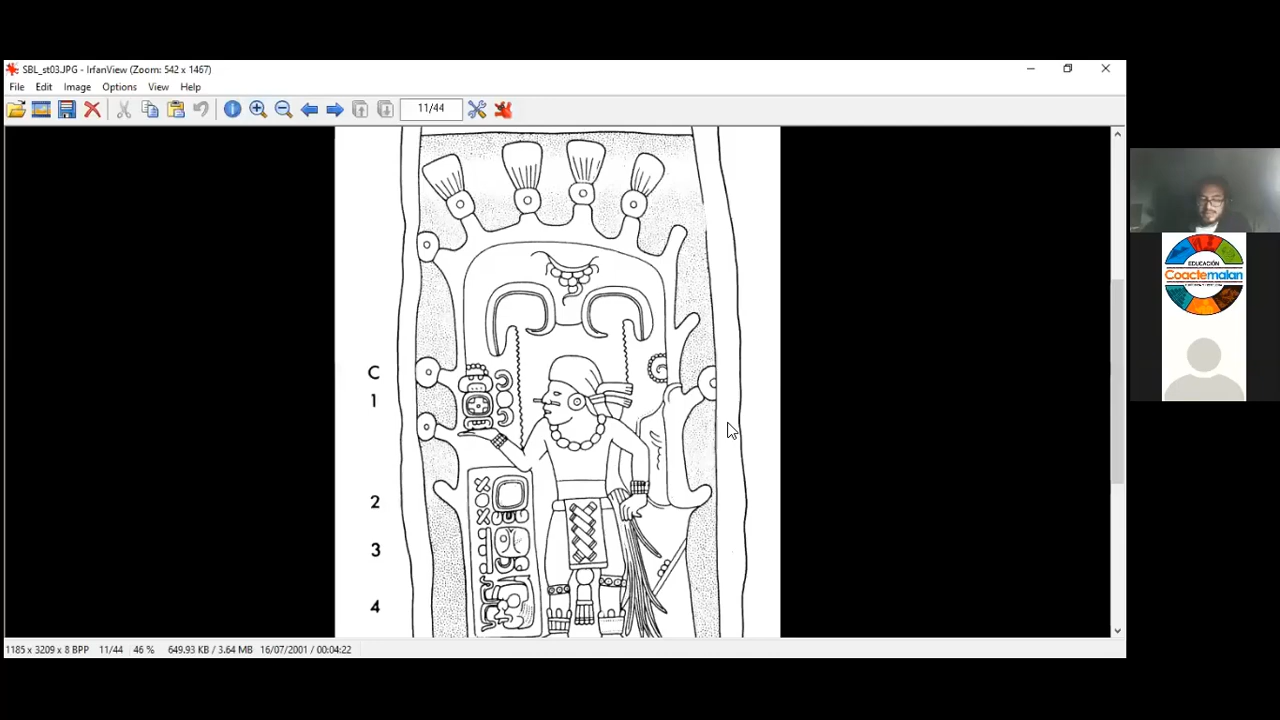 SBL_st03.JPG - IrfanView (Zoom: 542 x 1467)
File Edit Image Options View Help
11/44
C
1
2
3
4
1185 x 3209 x 8 BPP 11/44 46 % 649.93 KB / 3.64 MB 16/07/2001 / 00:04:22
EDUCACIÓN
Coactemalan